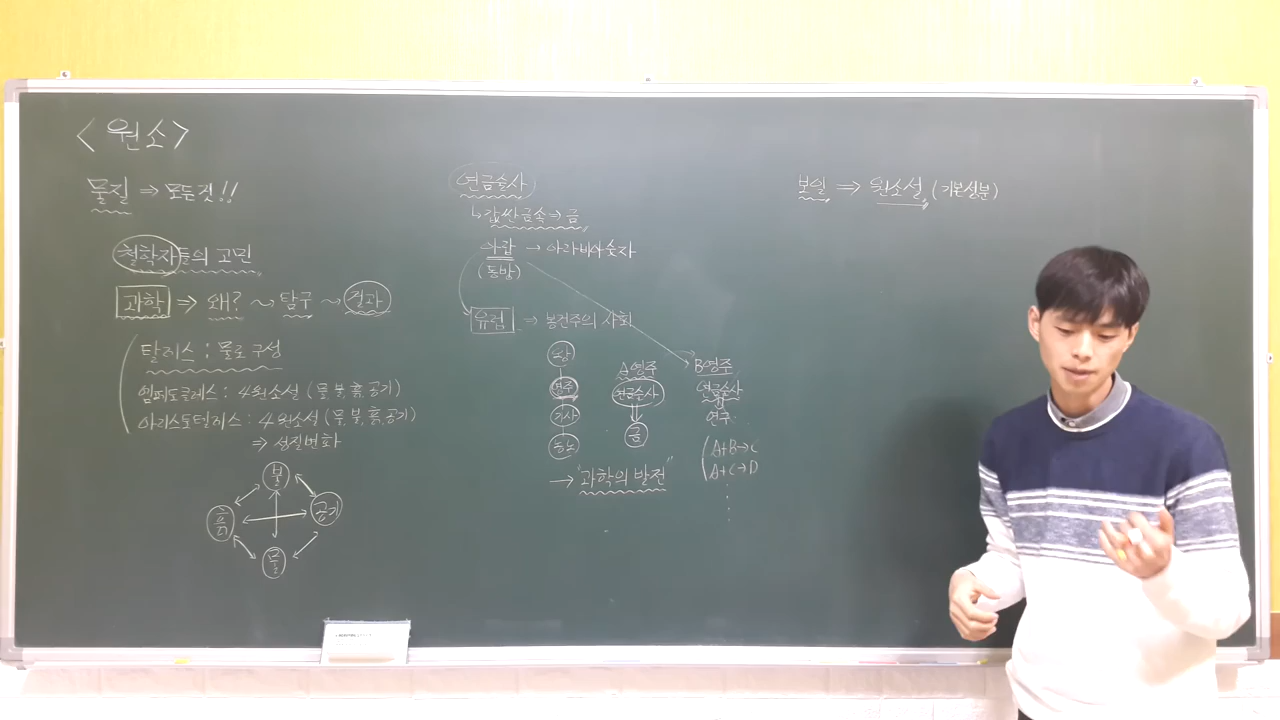 <원소>
물질 ⇒ 모든것!!
철학자들의 고민
과학 ⇒ 왜? ~ 탐구 ~ 결과
탈레스 : 물로 구성
엠페도클레스 : 4원소설 (물, 불, 흙, 공기)
아리스토텔레스 : 4원소설 (물, 불, 흙, 공기)
⇒ 성질변화
불
흙
공기
물
연금술사
↳ 값싼금속 ⇒ 금
아랍 → 아라비아숫자
(동방)
유럽 ⇒ 봉건주의 사회
왕
영주
기사
농노
A영주
연금술사
금
B영주
연금술사
연구
A+B→C
A+C→D
→ "과학의 발전"
보일 ⇒ 원소설 (기본성분)